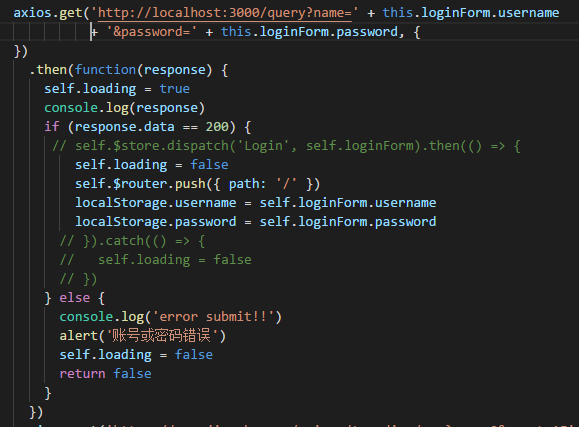 axios.get('http://localhost:3000/query?name=' + this.loginForm.username
+ '&password=' + this.loginForm.password, {
})
.then(function(response) {
self.loading = true
console.log(response)
if (response.data == 200) {
// self.$store.dispatch('Login', self.loginForm).then(() => {
self.loading = false
self.$router.push({ path: '/' })
localStorage.username = self.loginForm.username
localStorage.password = self.loginForm.password
// }).catch(() => {
//   self.loading = false
// })
} else {
console.log('error submit!!')
alert('账号或密码错误')
self.loading = false
return false
}
})